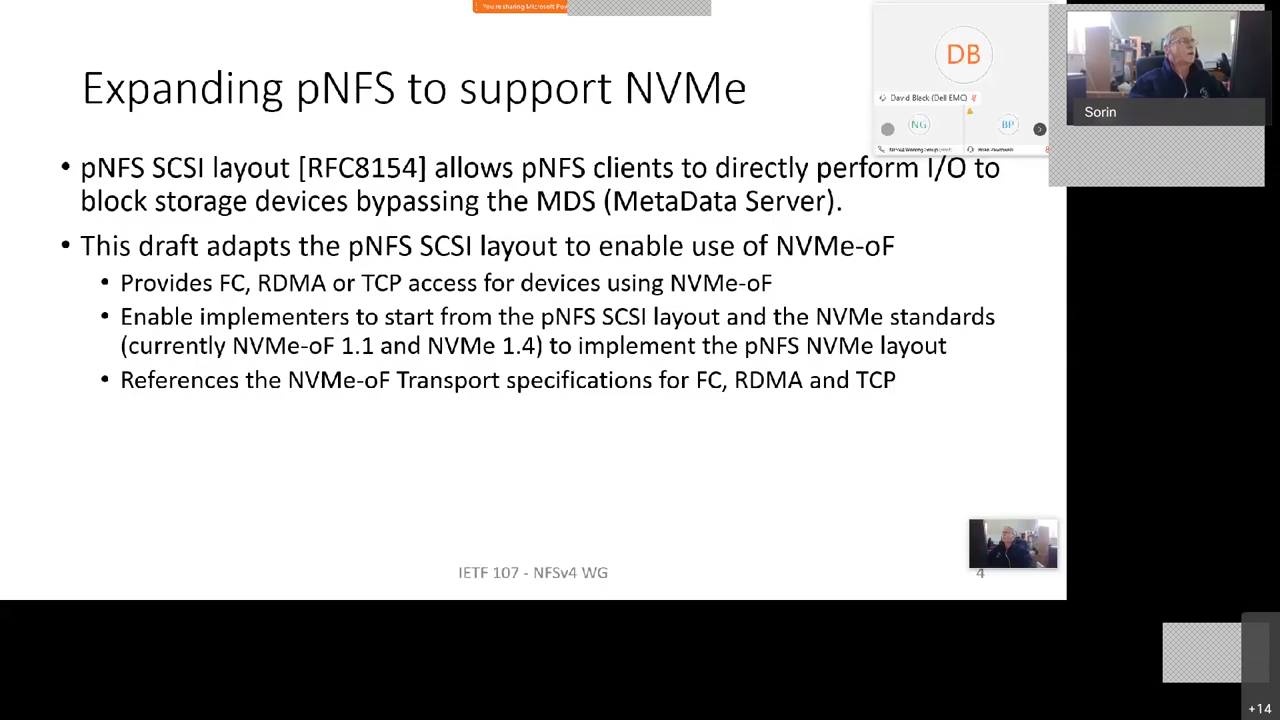 You're sharing Microsoft Pow
Expanding pNFS to support NVMe
DB
David Black (Dell EMC)
NG
BP
Sorin
• pNFS SCSI layout [RFC8154] allows pNFS clients to directly perform I/O to
block storage devices bypassing the MDS (MetaData Server).
• This draft adapts the pNFS SCSI layout to enable use of NVMe-oF
• Provides FC, RDMA or TCP access for devices using NVMe-oF
• Enable implementers to start from the pNFS SCSI layout and the NVMe standards
(currently NVMe-oF 1.1 and NVMe 1.4) to implement the pNFS NVMe layout
• References the NVMe-oF Transport specifications for FC, RDMA and TCP
IETF 107 - NFSv4 WG
4
+14